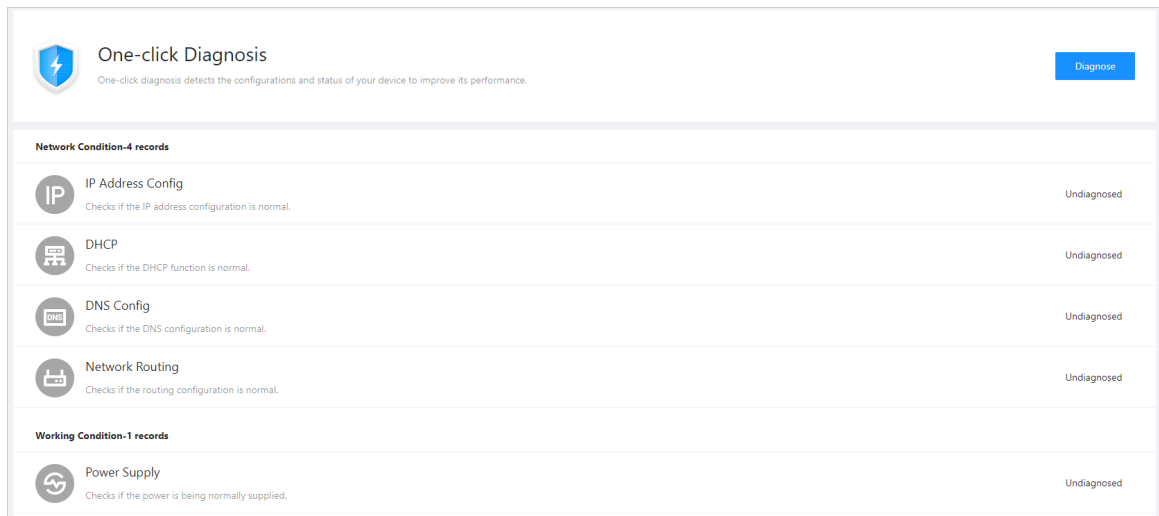 One-click Diagnosis
One-click diagnosis detects the configurations and status of your device to improve its performance.
Diagnose
Network Condition-4 records
IP
IP Address Config
Checks if the IP address configuration is normal.
Undiagnosed
DHCP
Checks if the DHCP function is normal.
Undiagnosed
DNS
DNS Config
Checks if the DNS configuration is normal.
Undiagnosed
Network Routing
Checks if the routing configuration is normal.
Undiagnosed
Working Condition-1 records
Power Supply
Checks if the power is being normally supplied.
Undiagnosed